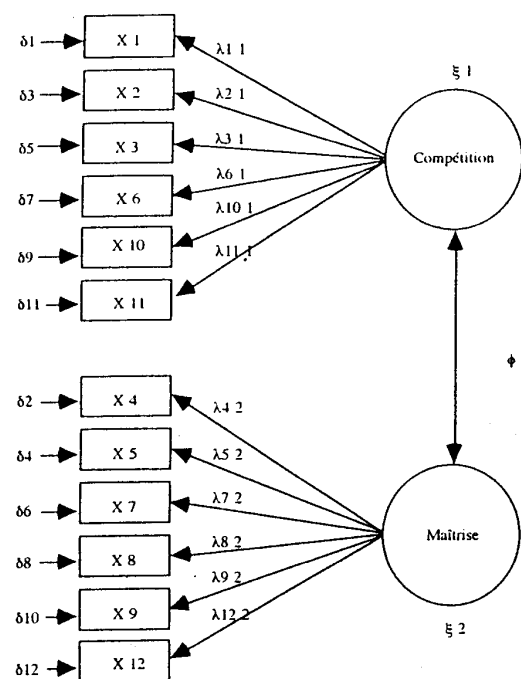 δ1
X 1
λ1 1
ξ 1
δ3
X 2
λ2 1
δ5
X 3
λ3 1
Compétition
δ7
X 6
λ6 1
δ9
X 10
λ10 1
δ11
X 11
λ11 1
ϕ
δ2
X 4
λ4 2
δ4
X 5
λ5 2
δ6
X 7
λ7 2
δ8
X 8
λ8 2
Maîtrise
δ10
X 9
λ9 2
δ12
X 12
λ12 2
ξ 2